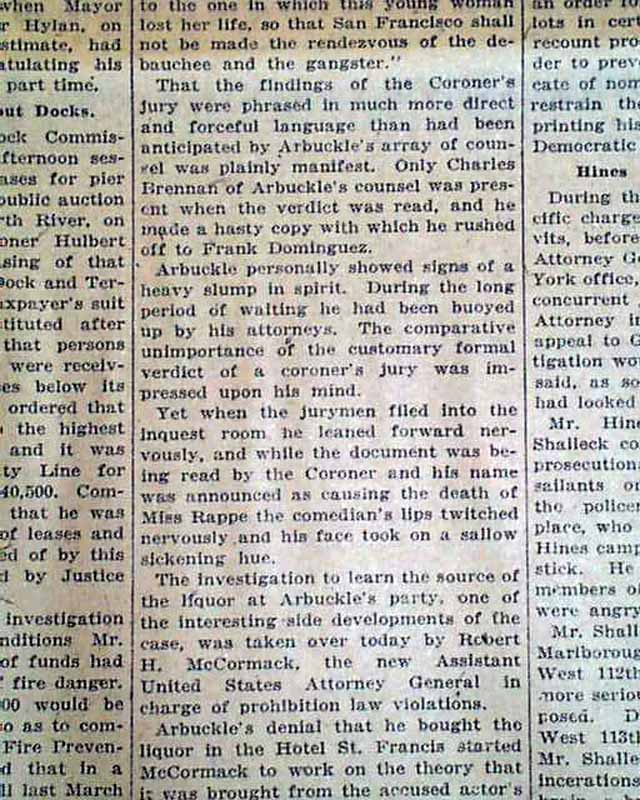 when Mayor
r Hylan, on
estimate, had
atulating his
part time.
out Docks.
ock Commis-
fternoon ses-
ases for pier
public auction
rth River, on
oner Hulbert
sing of that
Dock and Ter-
axpayer's suit
tituted after
that persons
were receiv-
es below its
ordered that
the highest
and it was
ty Line for
40,500. Com-
that he was
of leases and
ed of by this
d by Justice
investigation
nditions Mr.
of funds had
fire danger.
00 would be
so as to com-
Fire Preven-
d that in a
ll last March
to the one in which this young woman
lost her life, so that San Francisco shall
not be made the rendezvous of the de-
bauchee and the gangster."
That the findings of the Coroner's
jury were phrased in much more direct
and forceful language than had been
anticipated by Arbuckle's array of coun-
sel was plainly manifest. Only Charles
Brennan of Arbuckle's counsel was pres-
ent when the verdict was read, and he
made a hasty copy with which he rushed
off to Frank Dominguez.
Arbuckle personally showed signs of a
heavy slump in spirit. During the long
period of waiting he had been buoyed
up by his attorneys. The comparative
unimportance of the customary formal
verdict of a coroner's jury was im-
pressed upon his mind.
Yet when the jurymen filed into the
inquest room he leaned forward ner-
vously, and while the document was be-
ing read by the Coroner and his name
was announced as causing the death of
Miss Rappe the comedian's lips twitched
nervously and his face took on a sallow
sickening hue.
The investigation to learn the source of
the liquor at Arbuckle's party, one of
the interesting side developments of the
case, was taken over today by Robert
H. McCormack, the new Assistant
United States Attorney General in
charge of prohibition law violations.
Arbuckle's denial that he bought the
liquor in the Hotel St. Francis started
McCormack to work on the theory that
it was brought from the accused actor's
an order fo
lots in cert
recount pro
der to preve
cate of nom
restrain the
printing his
Democratic
Hines
During th
cific charge
vits, before
Attorney Ge
York office,
concurrent
Attorney in
appeal to G
tigation wou
said, as so
had looked
Mr. Hine
Shalleck co
prosecution
sailants or
the police
place, who
Hines camp
stick. He
members o
were angry
Mr. Shall
Marlboroug
West 112th
more seriou
posed. D
West 113th
Mr. Shalle
incerations